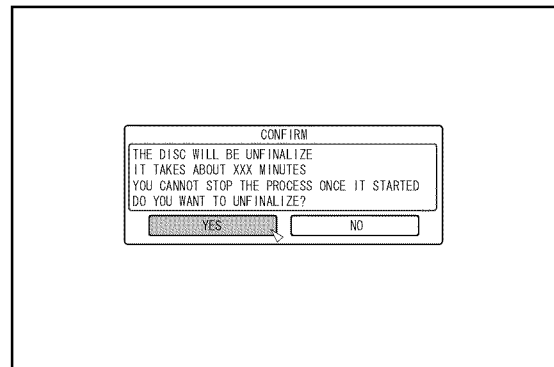 CONFIRM
THE DISC WILL BE UNFINALIZE
IT TAKES ABOUT XXX MINUTES
YOU CANNOT STOP THE PROCESS ONCE IT STARTED
DO YOU WANT TO UNFINALIZE?
YES NO